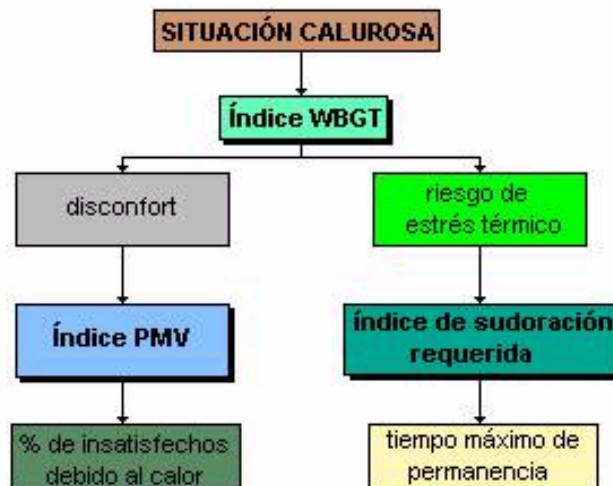 SITUACIÓN CALUROSA
Índice WBGT
disconfort
riesgo de
estrés térmico
Índice PMV
índice de sudoración
requerida
% de insatisfechos
debido al calor
tiempo máximo de
permanencia